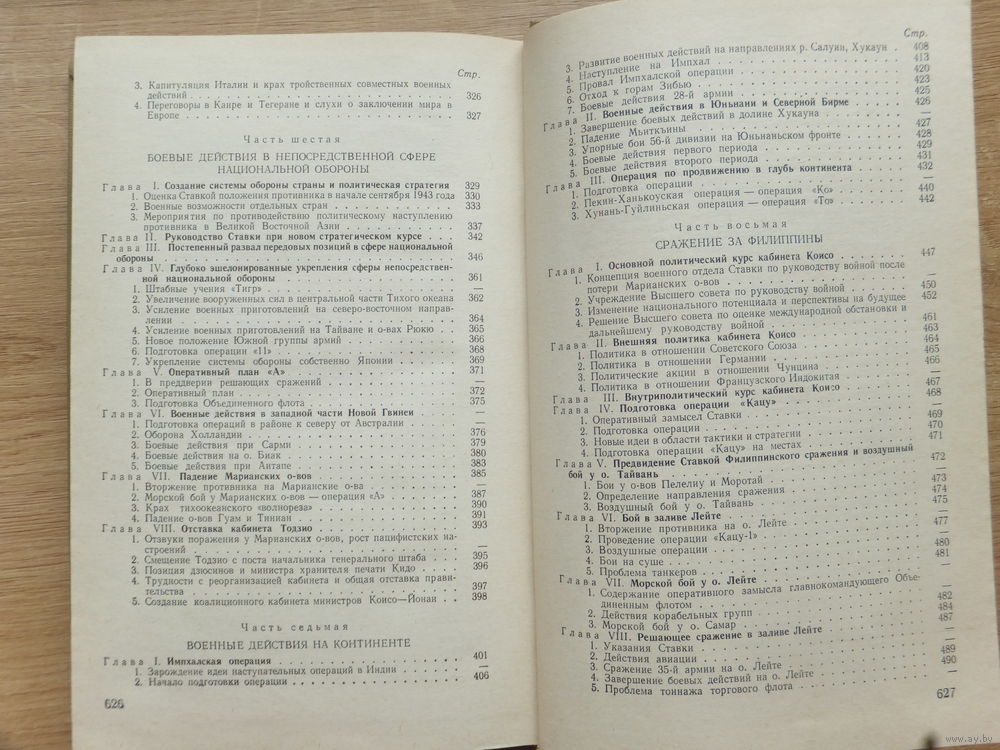 Стр.
3. Капитуляция Италии и крах тройственных совместных военных
действий 326
4. Переговоры в Каире и Тегеране и слухи о заключении мира в
Европе 327
Часть шестая
БОЕВЫЕ ДЕЙСТВИЯ В НЕПОСРЕДСТВЕННОЙ СФЕРЕ
НАЦИОНАЛЬНОЙ ОБОРОНЫ
Глава I. Создание системы обороны страны и политическая стратегия 329
1. Оценка Ставкой положения противника в начале сентября 1943 года 330
2. Военные возможности отдельных стран 333
3. Мероприятия по противодействию политическому наступлению
противника в Великой Восточной Азии 337
Глава II. Руководство Ставки при новом стратегическом курсе 342
Глава III. Постепенный развал передовых позиций в сфере национальной
обороны 346
Глава IV. Глубоко эшелонированные укрепления сферы непосредствен-
ной национальной обороны 361
1. Штабные учения «Тигр» —
2. Увеличение вооруженных сил в центральной части Тихого океана 362
3. Усиление военных приготовлений на северо-восточном направ-
лении 364
4. Усиление военных приготовлений на Тайване и о-вах Рюкю 365
5. Новое положение Южной группы армий 366
6. Подготовка операции «11» 368
7. Укрепление системы обороны собственно Японии 369
Глава V. Оперативный план «А» 371
1. В преддверии решающих сражений —
2. Оперативный план 372
3. Подготовка Объединенного флота 375
Глава VI. Военные действия в западной части Новой Гвинеи —
1. Подготовка операций в районе к северу от Австралии —
2. Оборона Холландии 376
3. Боевые действия при Сарми 379
4. Боевые действия на о. Биак 380
5. Боевые действия при Аитапе 383
Глава VII. Падение Марианских о-вов 385
1. Вторжение противника на Марианские о-ва —
2. Морской бой у Марианских о-вов — операция «А» 387
3. Крах тихоокеанского «волнореза» 390
4. Падение о-вов Гуам и Тиниан 391
Глава VIII. Отставка кабинета Тодзио 393
1. Отзвуки поражения у Марианских о-вов, рост пацифистских на-
строений —
2. Смещение Тодзио с поста начальника генерального штаба 395
3. Позиция дзюсинов и министра хранителя печати Кидо 396
4. Трудности с реорганизацией кабинета и общая отставка прави-
тельства 397
5. Создание коалиционного кабинета министров Коисо—Йонаи 398
Часть седьмая
ВОЕННЫЕ ДЕЙСТВИЯ НА КОНТИНЕНТЕ
Глава I. Импхалская операция 401
1. Зарождение идеи наступательных операций в Индии —
2. Начало подготовки операции 406
626
Стр.
3. Развитие военных действий на направлениях р. Салуин, Хукаун 408
4. Наступление на Импхал 413
5. Провал Импхалской операции 420
6. Отход к горам Зибью 423
7. Боевые действия 28-й армии 425
Глава II. Военные действия в Юньнани и Северной Бирме 426
1. Завершение боевых действий в долине Хукауна —
2. Падение Мьиткъины 427
3. Упорные бои 56-й дивизии на Юньнаньском фронте 428
4. Боевые действия первого периода 429
5. Боевые действия второго периода 431
Глава III. Операция по продвижению в глубь континента 432
1. Подготовка операции —
2. Пекин-Ханькоуская операция — операция «Ко» 440
3. Хунань-Гуйлиньская операция — операция «То» 442
Часть восьмая
СРАЖЕНИЕ ЗА ФИЛИППИНЫ
Глава I. Основной политический курс кабинета Коисо 447
1. Концепция военного отдела Ставки по руководству войной после
потери Марианских о-вов —
2. Учреждение Высшего совета по руководству войной 450
3. Изменение национального потенциала и перспективы на будущее 452
4. Решение Высшего совета по оценке международной обстановки и
дальнейшему руководству войной 461
Глава II. Внешняя политика кабинета Коисо 463
1. Политика в отношении Советского Союза 464
2. Политика в отношении Германии 465
3. Политические акции в отношении Чунцина 466
4. Политика в отношении Французского Индокитая —
Глава III. Внутриполитический курс кабинета Коисо 467
Глава IV. Подготовка операции «Кацу» 468
1. Оперативный замысел Ставки —
2. Подготовка операции 469
3. Новые идеи в области тактики и стратегии 470
4. Подготовка операции «Кацу» на местах 471
Глава V. Предвидение Ставкой Филиппинского сражения и воздушный
бой у о. Тайвань 472
1. Бои у о-вов Пелелиу и Моротай 473
2. Определение направления сражения 474
3. Воздушный бой у о. Тайвань 475
Глава VI. Бой в заливе Лейте —
1. Вторжение противника на о. Лейте 477
2. Проведение операции «Кацу-1» —
3. Воздушные операции 480
4. Бои на суше 481
5. Проблема танкеров —
Глава VII. Морской бой у о. Лейте —
1. Содержание оперативного замысла главнокомандующего Объе-
диненным флотом 482
2. Действия корабельных групп 484
3. Морской бой у о. Самар 487
Глава VIII. Решающее сражение в заливе Лейте —
1. Указания Ставки —
2. Действия авиации 489
3. Сражение 35-й армии на о. Лейте 490
4. Завершение боевых действий на о. Лейте —
5. Проблема тоннажа торгового флота —
627
www.ay.by